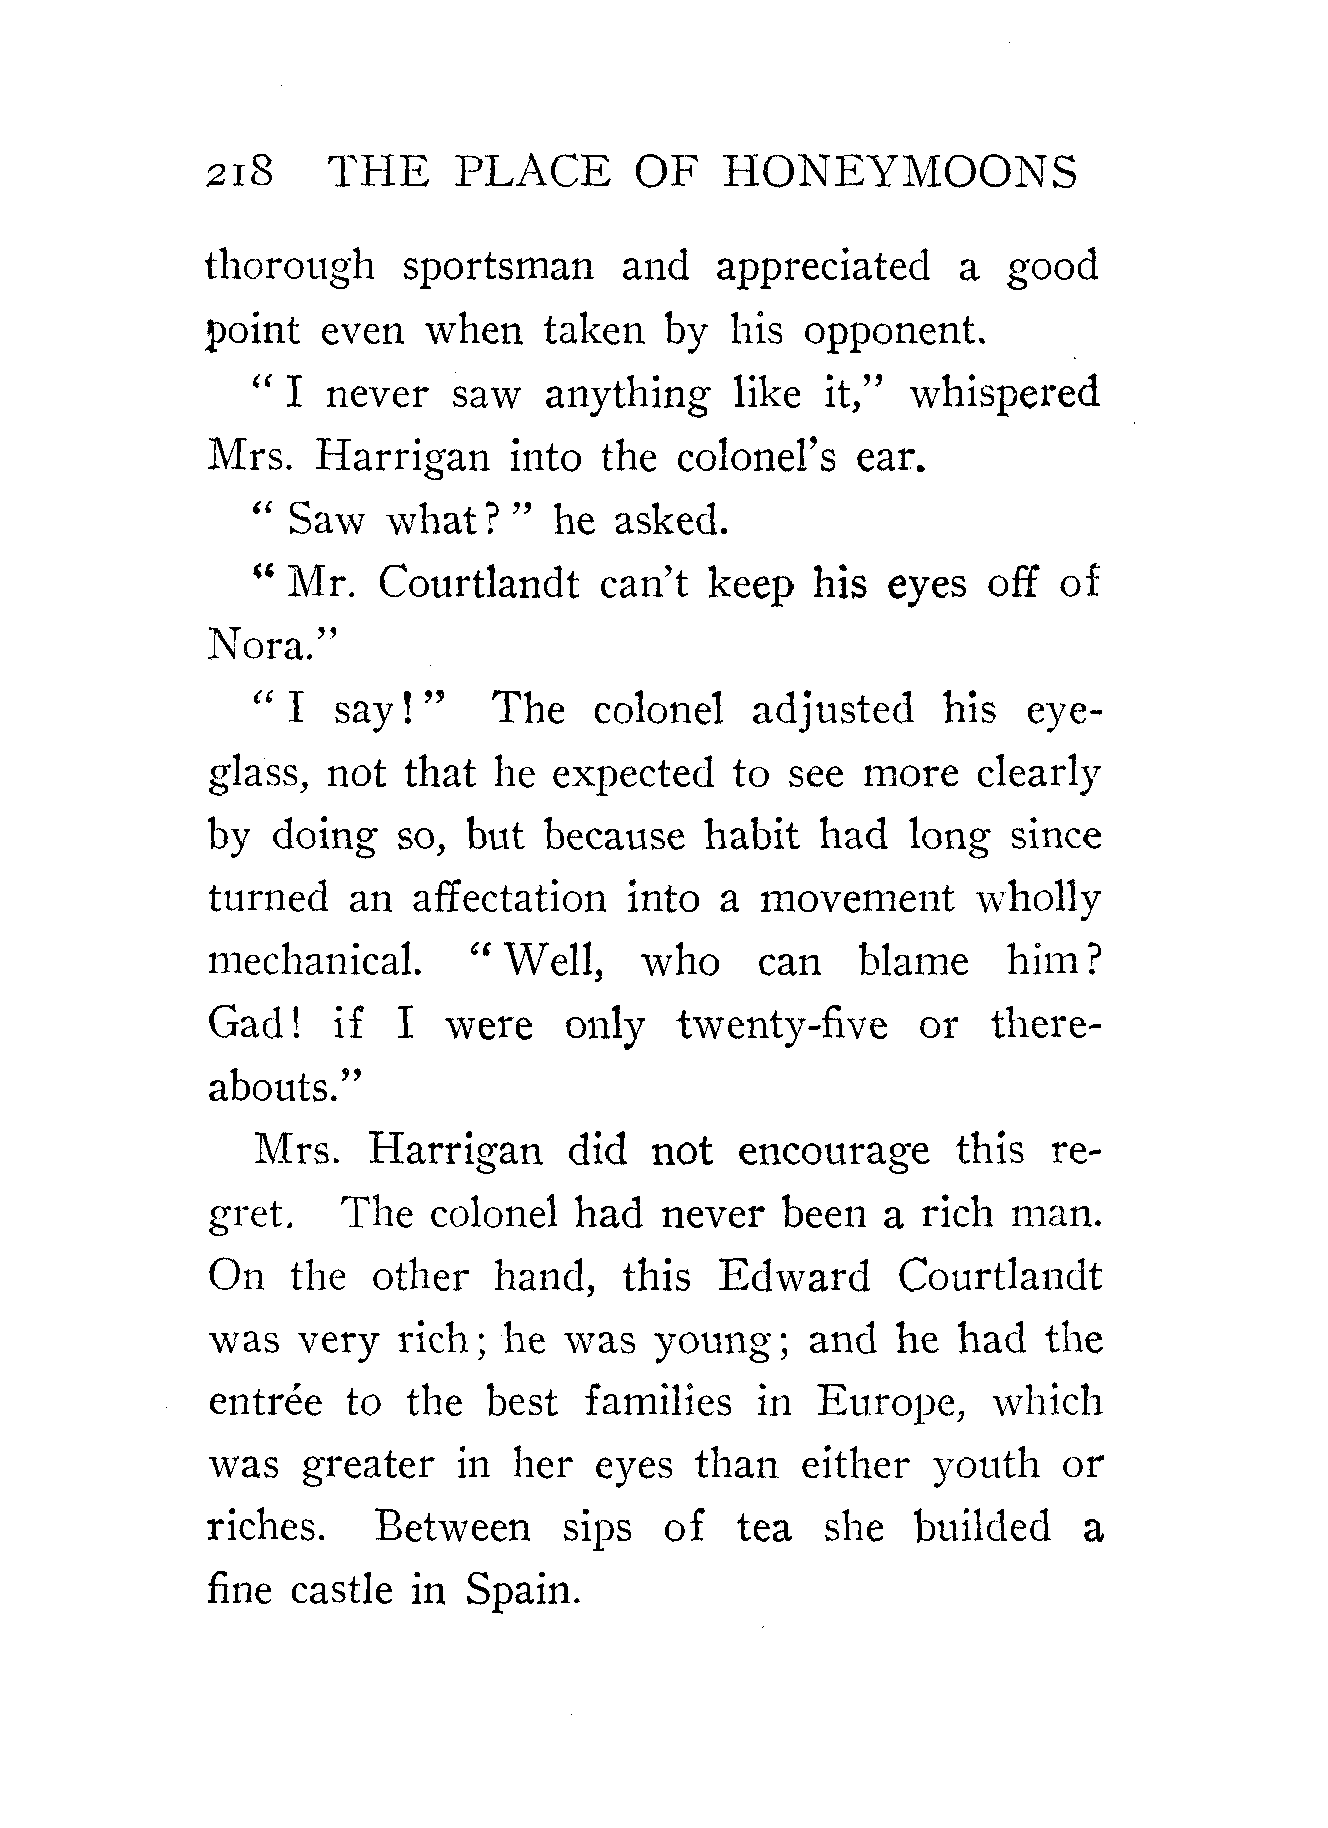 218 THE PLACE OF HONEYMOONS
thorough sportsman and appreciated a good
point even when taken by his opponent.
" I never saw anything like it," whispered
Mrs. Harrigan into the colonel's ear.
" Saw what ? " he asked.
" Mr. Courtlandt can't keep his eyes off of
Nora."
" I say ! " The colonel adjusted his eye-
glass, not that he expected to see more clearly
by doing so, but because habit had long since
turned an affectation into a movement wholly
mechanical. " Well, who can blame him ?
Gad ! if I were only twenty-five or there-
abouts."
Mrs. Harrigan did not encourage this re-
gret. The colonel had never been a rich man.
On the other hand, this Edward Courtlandt
was very rich ; he was young ; and he had the
entrée to the best families in Europe, which
was greater in her eyes than either youth or
riches. Between sips of tea she builded a
fine castle in Spain.